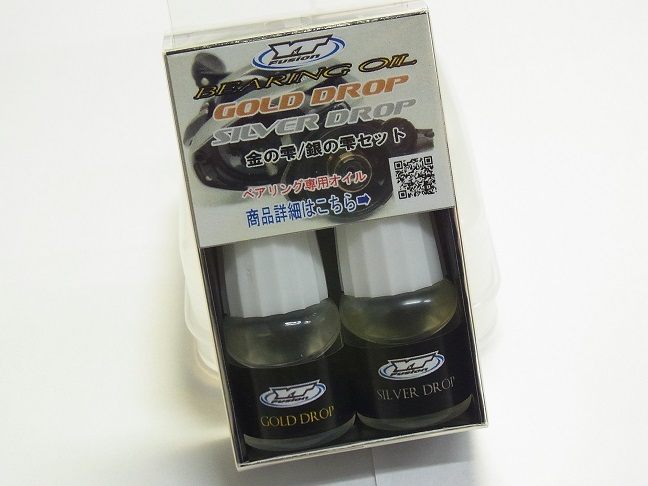 YT
Fusion
BEARING OIL
GOLD DROP
SILVER DROP
金の雫/銀の雫セット
ベアリング専用オイル
商品詳細はこちら➡
YT
Fusion
GOLD DROP
YT
Fusion
SILVER DROP